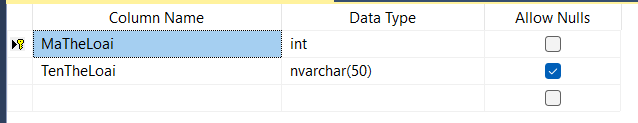 Column Name Data Type Allow Nulls
MaTheLoai int
TenTheLoai nvarchar(50)